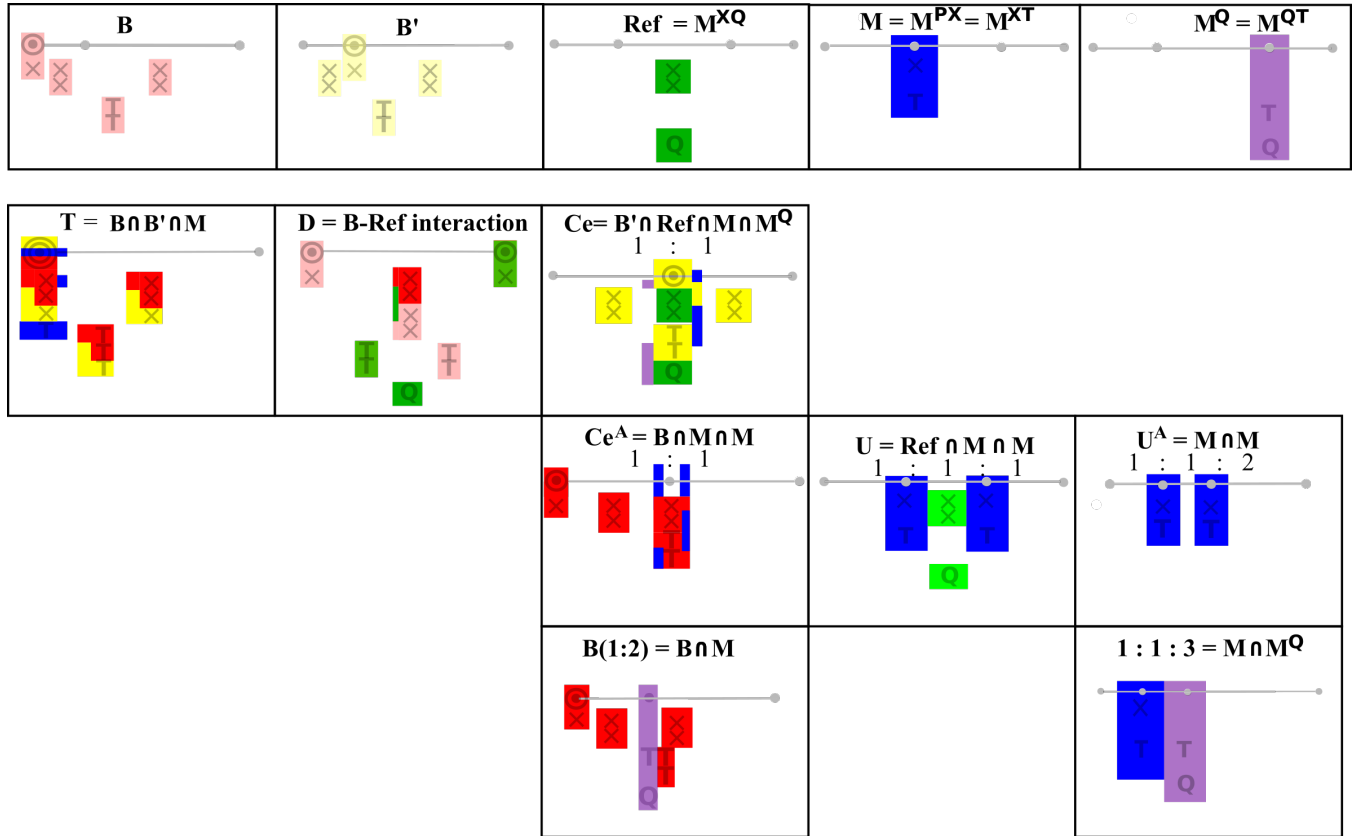 B
B'
Ref = M^XQ
M = M^PX = M^XT
M^Q = M^QT
X
X
X
X
X
T
T
X
X
X
X
X
T
T
X
X
Q
X
T
T
Q
T = B∩B'∩M
D = B-Ref interaction
Ce= B'∩Ref∩M∩M^Q
1 : 1
X
X
X
X
X
T
T
T
T
X
X
X
X
X
X
T
T
T
T
Q
X
X
X
X
X
X
T
T
Q
Ce^A = B∩M∩M
1 : 1
U = Ref ∩ M ∩ M
1 : 1 : 1
U^A = M∩M
1 : 1 : 2
X
X
X
X
X
T
T
X
X
X
X
T
T
Q
X
X
T
T
B(1:2) = B∩M
1 : 1 : 3 = M∩M^Q
X
X
X
X
X
T
T
T
Q
X
T
T
Q